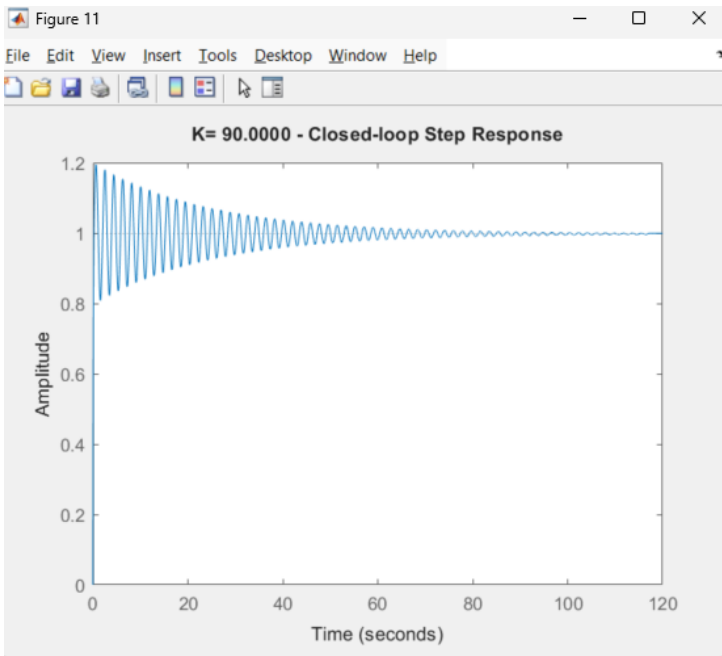 Figure 11
File Edit View Insert Tools Desktop Window Help
K= 90.0000 - Closed-loop Step Response
1.2
1
0.8
0.6
0.4
0.2
0
Amplitude
0 20 40 60 80 100 120
Time (seconds)